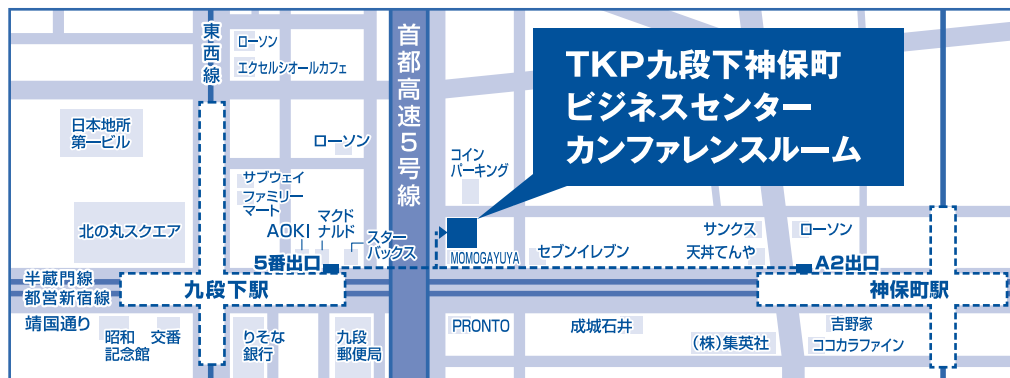 東西線
ローソン
エクセルシオールカフェ
首都高速5号線
TKP九段下神保町
ビジネスセンター
カンファレンスルーム
日本地所
第一ビル
ローソン
コイン
パーキング
サブウェイ
ファミリー
マート
北の丸スクエア
AOKI
マクド
ナルド
スター
バックス
MOMOGAYUYA
セブンイレブン
サンクス
天丼てんや
ローソン
5番出口
A2出口
半蔵門線
都営新宿線
九段下駅
神保町駅
靖国通り
昭和
記念館
交番
りそな
銀行
九段
郵便局
PRONTO
成城石井
(株)集英社
吉野家
ココカラファイン